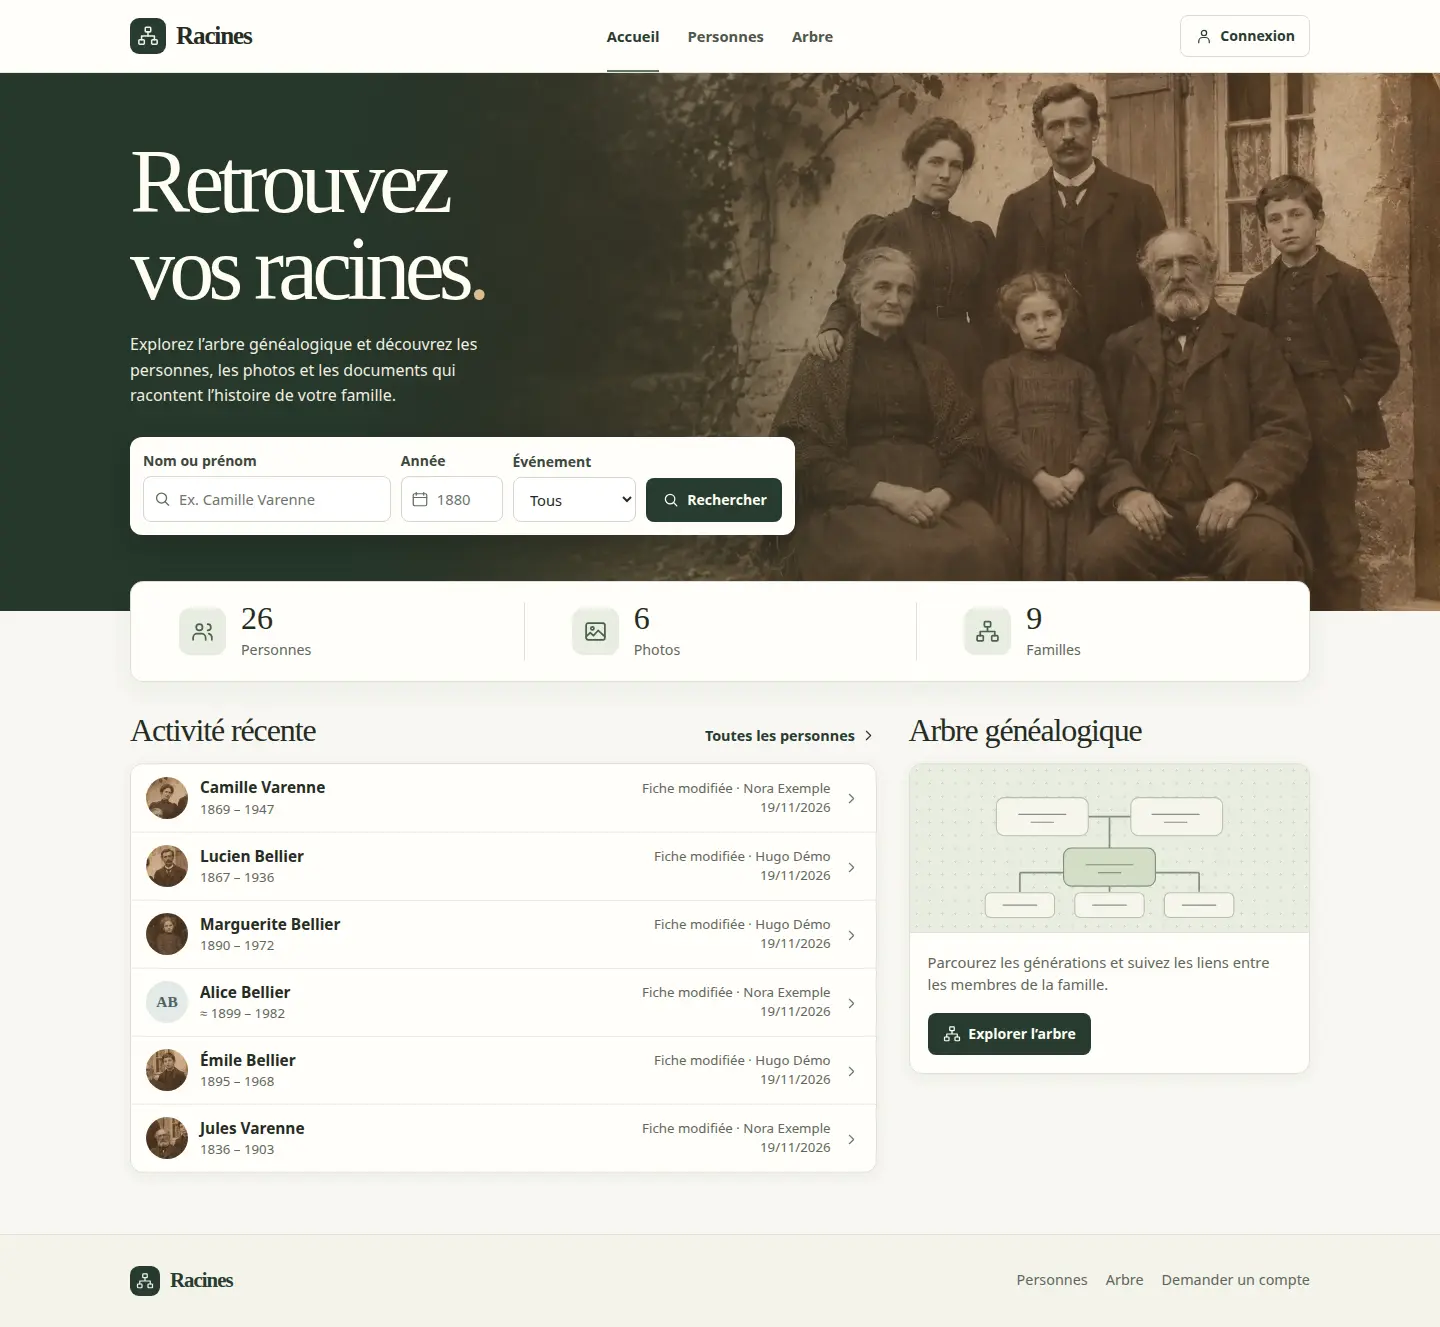 Racines
Accueil
Personnes
Arbre
Connexion
Retrouvez
vos racines.
Explorez l’arbre généalogique et découvrez les
personnes, les photos et les documents qui
racontent l’histoire de votre famille.
Nom ou prénom
Année
Événement
Ex. Camille Varenne
1880
Tous
Rechercher
26
Personnes
6
Photos
9
Familles
Activité récente
Toutes les personnes
Camille Varenne
1869 – 1947
Fiche modifiée · Nora Exemple
19/11/2026
Lucien Bellier
1867 – 1936
Fiche modifiée · Hugo Démo
19/11/2026
Marguerite Bellier
1890 – 1972
Fiche modifiée · Hugo Démo
19/11/2026
AB
Alice Bellier
≈ 1899 – 1982
Fiche modifiée · Nora Exemple
19/11/2026
Émile Bellier
1895 – 1968
Fiche modifiée · Hugo Démo
19/11/2026
Jules Varenne
1836 – 1903
Fiche modifiée · Nora Exemple
19/11/2026
Arbre généalogique
Parcourez les générations et suivez les liens entre
les membres de la famille.
Explorer l’arbre
Racines
Personnes
Arbre
Demander un compte